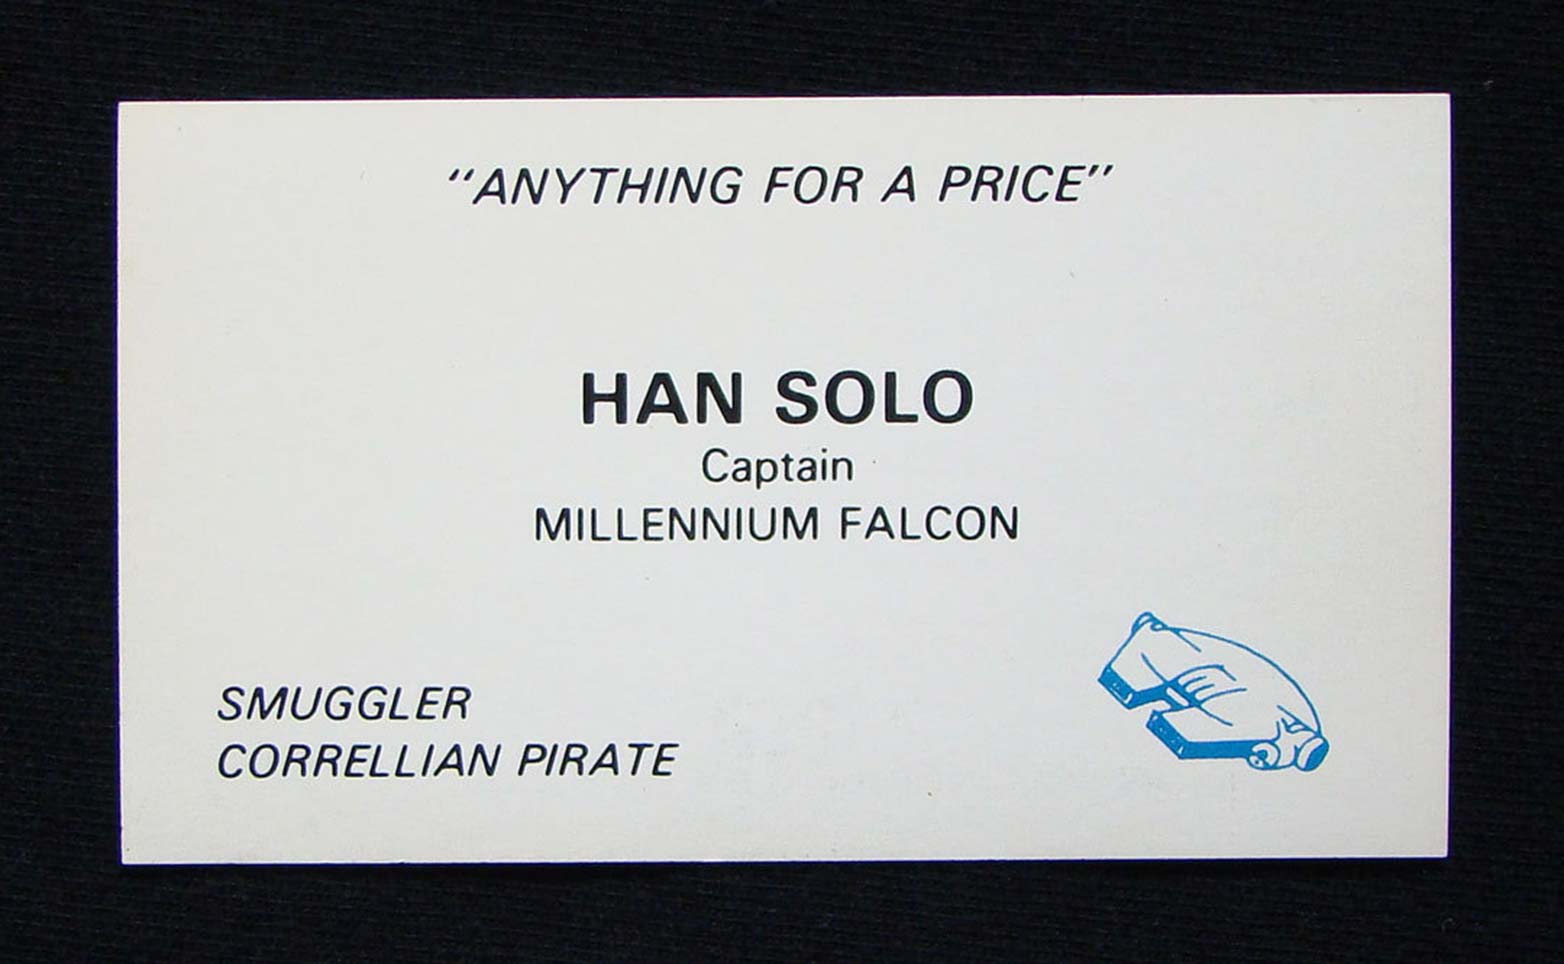 "ANYTHING FOR A PRICE"
HAN SOLO
Captain
MILLENNIUM FALCON
SMUGGLER
CORRELLIAN PIRATE